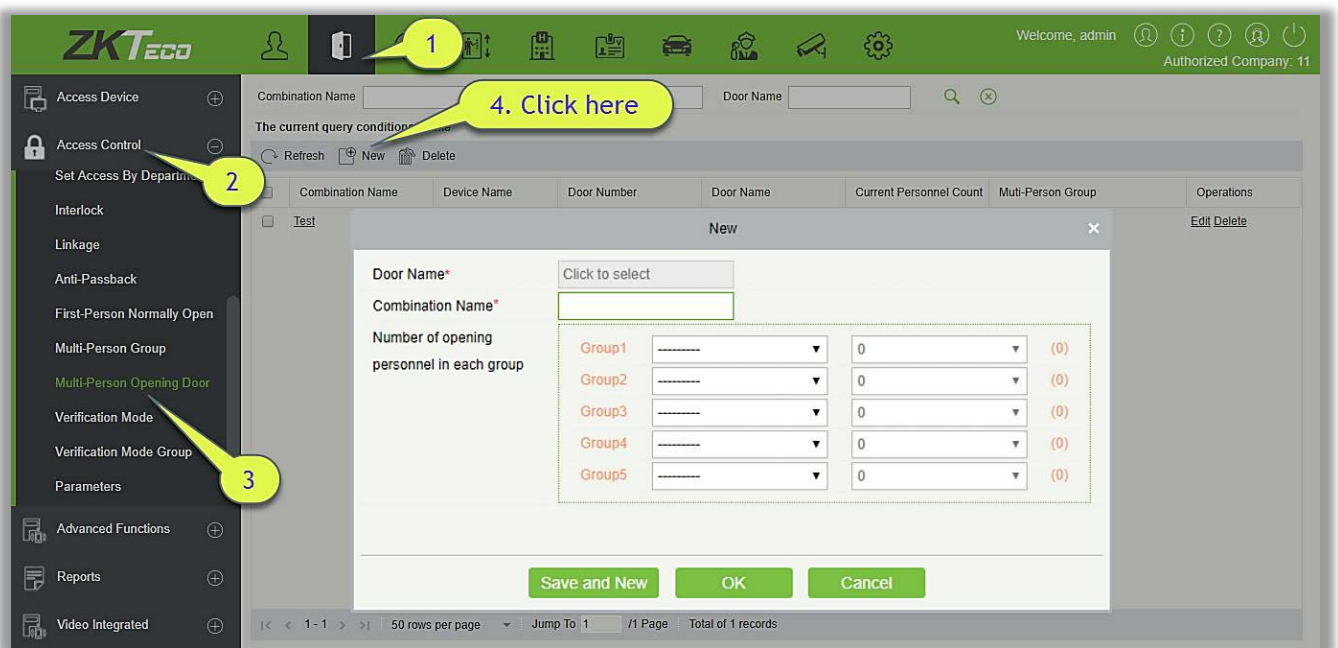 ZKTeco
1
Welcome, admin
Authorized Company: 11
Access Device
Combination Name
Door Name
4. Click here
The current query conditions
Access Control
Refresh New Delete
Set Access By
2
Combination Name Device Name Door Number Door Name Current Personnel Count Muti-Person Group Operations
Interlock
Test
Edit Delete
New
Linkage
Anti-Passback
Door Name* Click to select
First-Person Normally Open
Combination Name*
Number of opening
personnel in each group
Multi-Person Group
Group1 --------- 0 (0)
Multi-Person Opening Door
Group2 --------- 0 (0)
Verification Mode
Group3 --------- 0 (0)
Verification Mode Group
Group4 --------- 0 (0)
3
Parameters
Group5 --------- 0 (0)
Advanced Functions
Reports
Save and New OK Cancel
Video Integrated
1-1 50 rows per page Jump To 1 /1 Page Total of 1 records